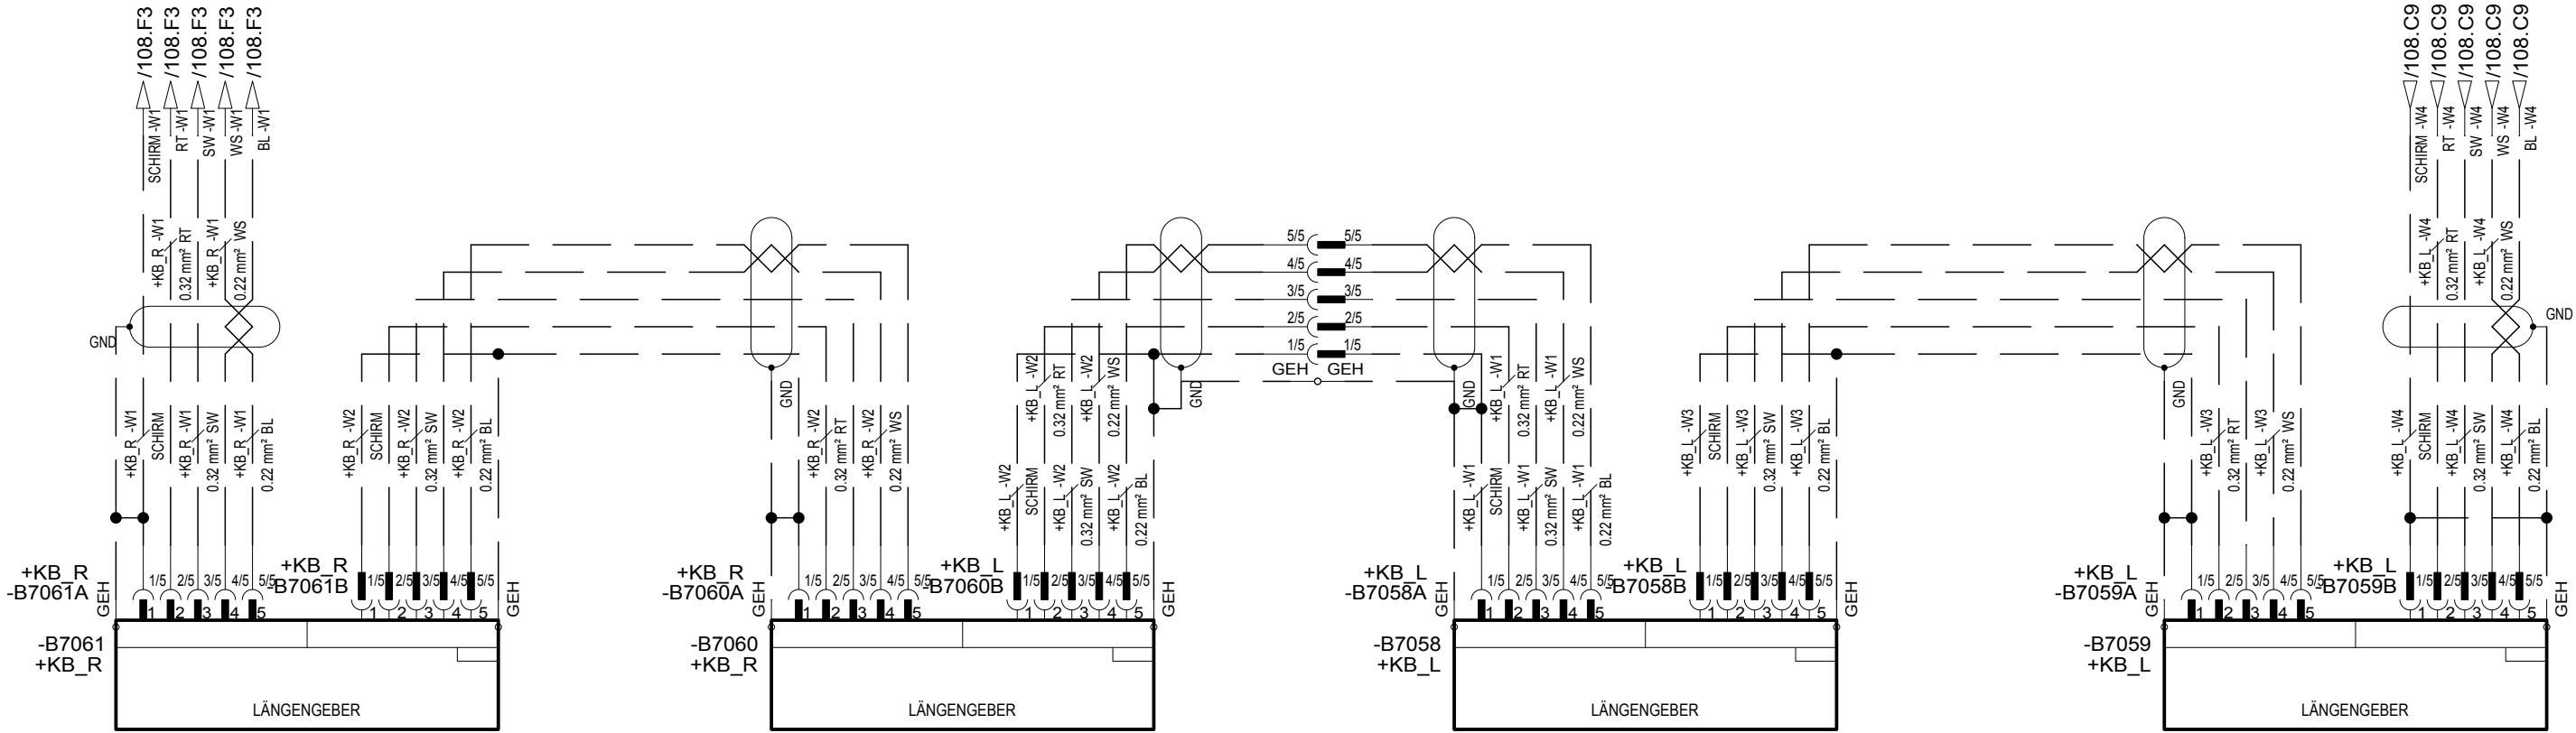 /108.F3
/108.F3
/108.F3
/108.F3
/108.F3
SCHIRM -W1
RT -W1
SW -W1
WS -W1
BL -W1
+KB_R -W1
0.32 mm² RT
+KB_R -W1
0.22 mm² WS
GND
+KB_R -W1
SCHIRM
+KB_R -W1
0.32 mm² SW
+KB_R -W1
0.22 mm² BL
+KB_R
-B7061A
GEH
1/5
2/5
3/5
4/5
5/5
1
2
3
4
5
+KB_R -W2
SCHIRM
+KB_R -W2
0.32 mm² SW
+KB_R -W2
0.22 mm² BL
+KB_R
-B7061B
1/5
2/5
3/5
4/5
5/5
1
2
3
4
5
GEH
-B7061
+KB_R
LÄNGENGEBER
GND
+KB_R -W2
0.32 mm² RT
+KB_R -W2
0.22 mm² WS
+KB_R
-B7060A
GEH
1/5
2/5
3/5
4/5
5/5
1
2
3
4
5
+KB_L -W2
0.32 mm² RT
+KB_L -W2
0.22 mm² WS
+KB_L -W2
SCHIRM
+KB_L -W2
0.32 mm² SW
+KB_L -W2
0.22 mm² BL
+KB_L
-B7060B
1/5
2/5
3/5
4/5
5/5
1
2
3
4
5
GEH
-B7060
+KB_R
LÄNGENGEBER
GND
5/5
5/5
4/5
4/5
3/5
3/5
2/5
2/5
1/5
1/5
GEH
GEH
GND
+KB_L -W1
0.32 mm² RT
+KB_L -W1
0.22 mm² WS
+KB_L -W1
SCHIRM
+KB_L -W1
0.32 mm² SW
+KB_L -W1
0.22 mm² BL
+KB_L
-B7058A
GEH
1/5
2/5
3/5
4/5
5/5
1
2
3
4
5
+KB_L -W3
SCHIRM
+KB_L -W3
0.32 mm² SW
+KB_L -W3
0.22 mm² BL
+KB_L
-B7058B
1/5
2/5
3/5
4/5
5/5
1
2
3
4
5
GEH
-B7058
+KB_L
LÄNGENGEBER
GND
+KB_L -W3
0.32 mm² RT
+KB_L -W3
0.22 mm² WS
+KB_L
-B7059A
GEH
1/5
2/5
3/5
4/5
5/5
1
2
3
4
5
/108.C9
/108.C9
/108.C9
/108.C9
/108.C9
SCHIRM -W4
RT -W4
SW -W4
WS -W4
BL -W4
+KB_L -W4
0.32 mm² RT
+KB_L -W4
0.22 mm² WS
GND
+KB_L -W4
SCHIRM
+KB_L -W4
0.32 mm² SW
+KB_L -W4
0.22 mm² BL
+KB_L
-B7059B
1/5
2/5
3/5
4/5
5/5
1
2
3
4
5
GEH
-B7059
+KB_L
LÄNGENGEBER